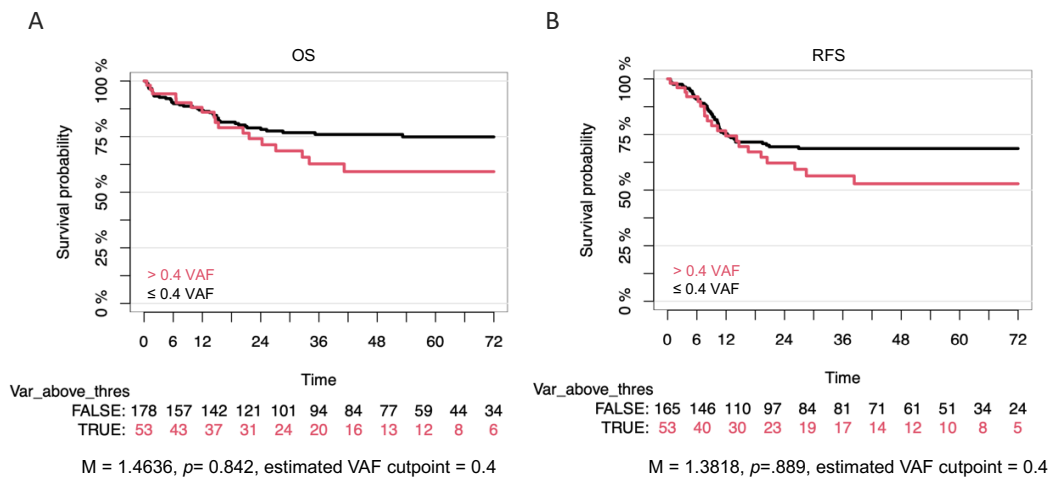 A
OS
Survival probability
100 %
75 %
50 %
25 %
0 %
> 0.4 VAF
≤ 0.4 VAF
0 6 12 24 36 48 60 72
Time
Var_above_thres
FALSE: 178 157 142 121 101 94 84 77 59 44 34
TRUE: 53 43 37 31 24 20 16 13 12 8 6
M = 1.4636, p= 0.842, estimated VAF cutpoint = 0.4
B
RFS
Survival probability
100 %
75 %
50 %
25 %
0 %
> 0.4 VAF
≤ 0.4 VAF
0 6 12 24 36 48 60 72
Time
Var_above_thres
FALSE: 165 146 110 97 84 81 71 61 51 34 24
TRUE: 53 40 30 23 19 17 14 12 10 8 5
M = 1.3818, p=.889, estimated VAF cutpoint = 0.4